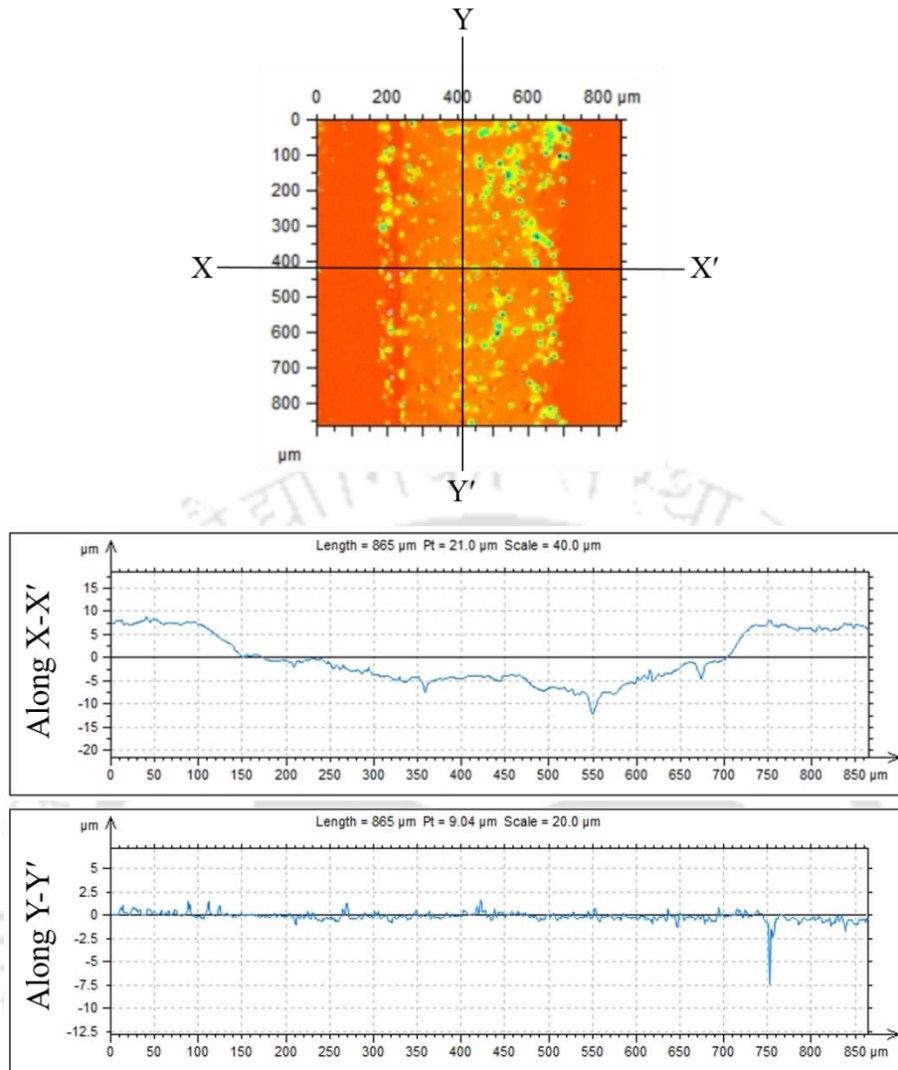 Y
0 200 400 600 800 µm
0
100
200
300
400
X X′
500
600
700
800
µm
Y′
Along X-X′
µm Length = 865 µm Pt = 21.0 µm Scale = 40.0 µm
15
10
5
0
-5
-10
-15
-20
0 50 100 150 200 250 300 350 400 450 500 550 600 650 700 750 800 850 µm
Along Y-Y′
µm Length = 865 µm Pt = 9.04 µm Scale = 20.0 µm
5
2.5
0
-2.5
-5
-7.5
-10
-12.5
0 50 100 150 200 250 300 350 400 450 500 550 600 650 700 750 800 850 µm